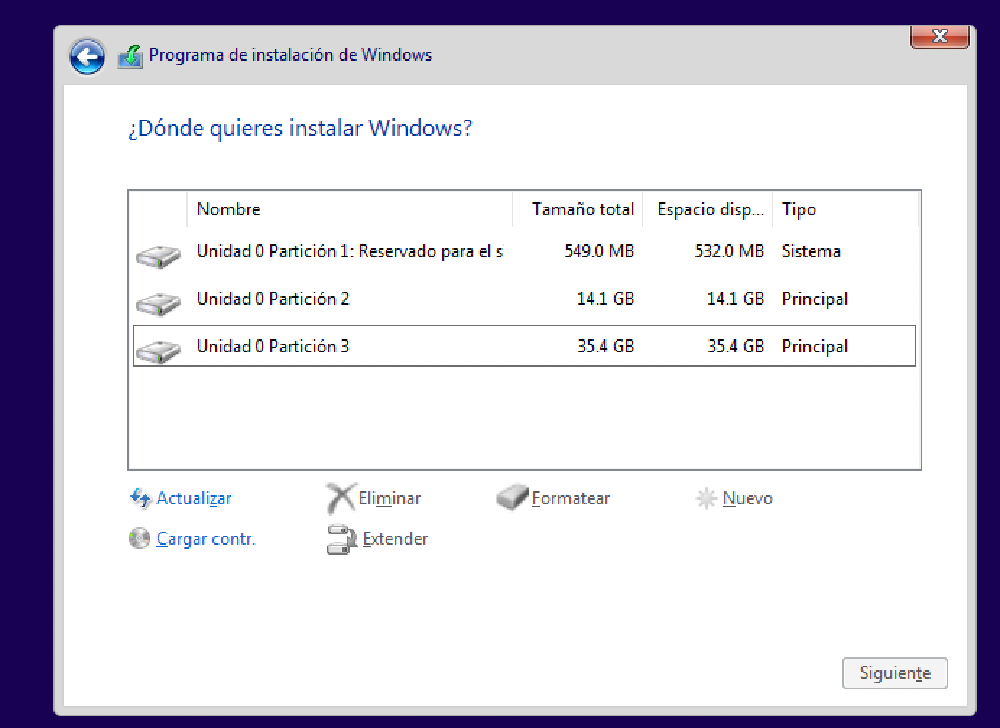 Programa de instalación de Windows
X
¿Dónde quieres instalar Windows?
Nombre Tamaño total Espacio disp... Tipo
Unidad 0 Partición 1: Reservado para el s 549.0 MB 532.0 MB Sistema
Unidad 0 Partición 2 14.1 GB 14.1 GB Principal
Unidad 0 Partición 3 35.4 GB 35.4 GB Principal
Actualizar Eliminar Formatear Nuevo
Cargar contr. Extender
Siguiente